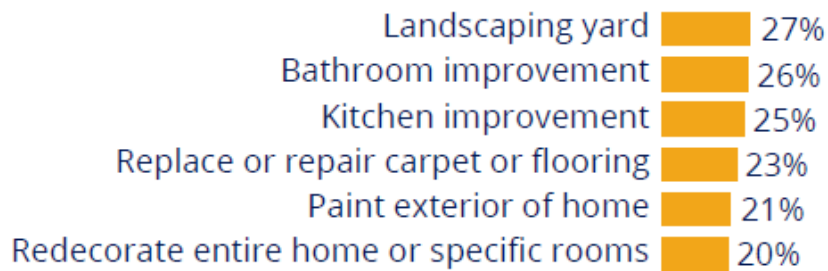 Landscaping yard 27%
Bathroom improvement 26%
Kitchen improvement 25%
Replace or repair carpet or flooring 23%
Paint exterior of home 21%
Redecorate entire home or specific rooms 20%